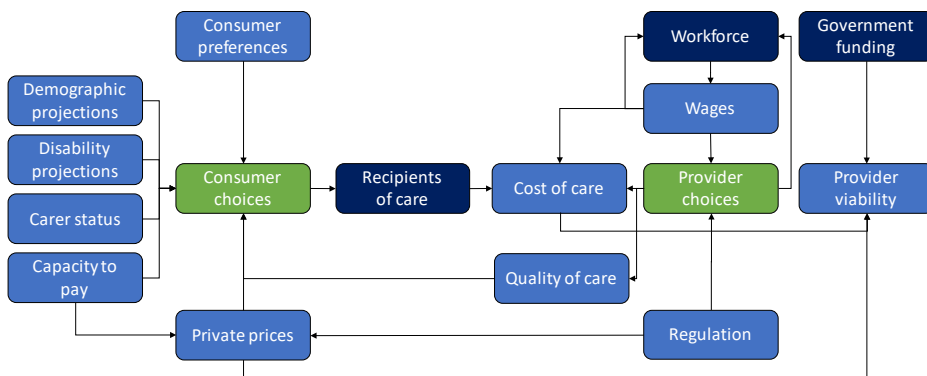 Consumer
preferences
Workforce
Government
funding
Demographic
projections
Wages
Disability
projections
Consumer
choices
Recipients
of care
Cost of care
Provider
choices
Provider
viability
Carer status
Capacity to
pay
Quality of care
Private prices
Regulation